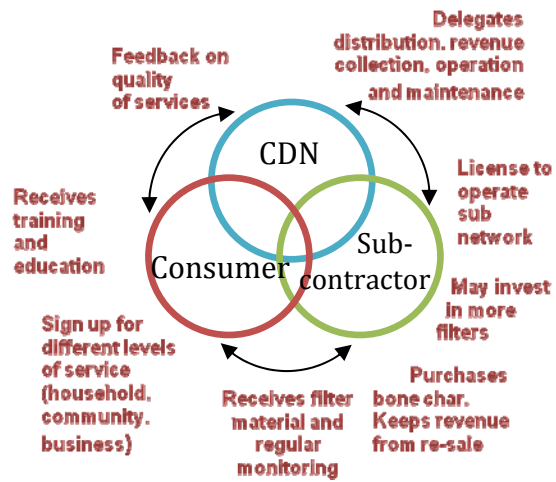 Delegates
distribution, revenue
collection, operation
and maintenance
Feedback on
quality
of services
CDN
License to
operate
sub
network
Receives
training
and
education
Consumer
Sub-
contractor
May invest
in more
filters
Sign up for
different levels
of service
(household,
community,
business)
Receives filter
material and
regular
monitoring
Purchases
bone char.
Keeps revenue
from re-sale